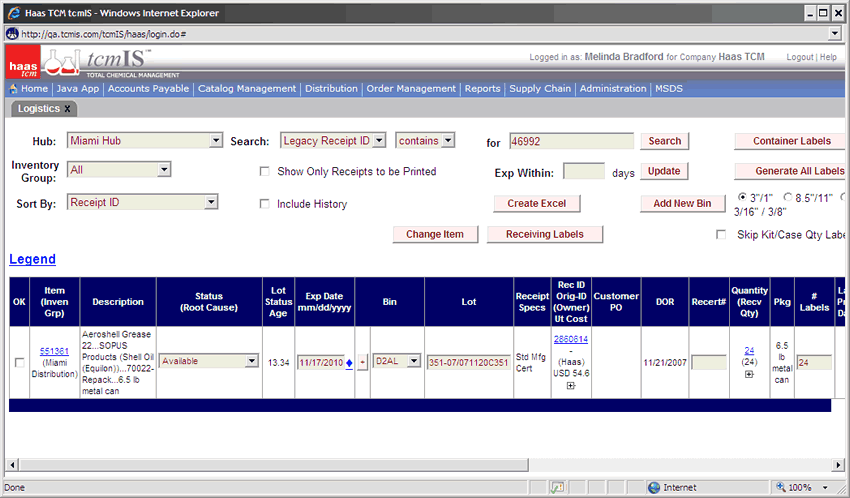 Haas TCM tcmIS - Windows Internet Explorer
http://qa.tcmis.com/tcmIS/haas/login.do#
haas tcm
tcmIS™
TOTAL CHEMICAL MANAGEMENT
Logged in as: Melinda Bradford for Company Haas TCM Logout | Help
Home | Java App | Accounts Payable | Catalog Management | Distribution | Order Management | Reports | Supply Chain | Administration | MSDS
Logistics x
Hub: Miami Hub Search: Legacy Receipt ID contains for 46992 Search Container Labels
Inventory Group: All Show Only Receipts to be Printed Exp Within: days Update Generate All Labels
Sort By: Receipt ID Include History Create Excel Add New Bin 3"/1" 8.5"/11"
3/16" / 3/8"
Change Item Receiving Labels Skip Kit/Case Qty Labe
Legend
OK
Item (Inven Grp)
Description
Status (Root Cause)
Lot Status Age
Exp Date mm/dd/yyyy
Bin
Lot
Receipt Specs
Rec ID Orig-ID (Owner) Ut Cost
Customer PO
DOR
Recert#
Quantity (Recv Qty)
Pkg
# Labels
551361 (Miami Distribution)
Aeroshell Grease 22...SOPUS Products (Shell Oil (Equilon))...70022-Repack...6.5 lb metal can
Available
13.34
11/17/2010
+
D2AL
351-07/071120C351
Std Mfg Cert
2860614 - (Haas) USD 54.6
11/21/2007
24 (24)
6.5 lb metal can
24
Done Internet 100%